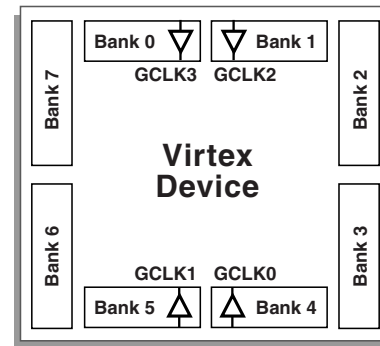 Bank 0
Bank 1
GCLK3 GCLK2
Bank 7
Bank 2
Virtex
Device
Bank 6
Bank 3
GCLK1 GCLK0
Bank 5
Bank 4